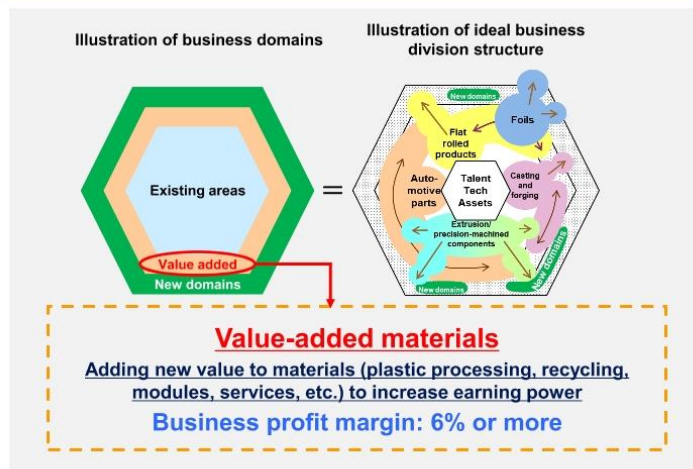 Illustration of business domains
Illustration of ideal business
division structure
Existing areas
Value added
New domains
=
New domains
Foils
Flat
rolled
products
Auto-
motive
parts
Talent
Tech
Assets
Casting
and
forging
Extrusion/
precision-machined
components
New domains
New domains
Value-added materials
Adding new value to materials (plastic processing, recycling,
modules, services, etc.) to increase earning power
Business profit margin: 6% or more